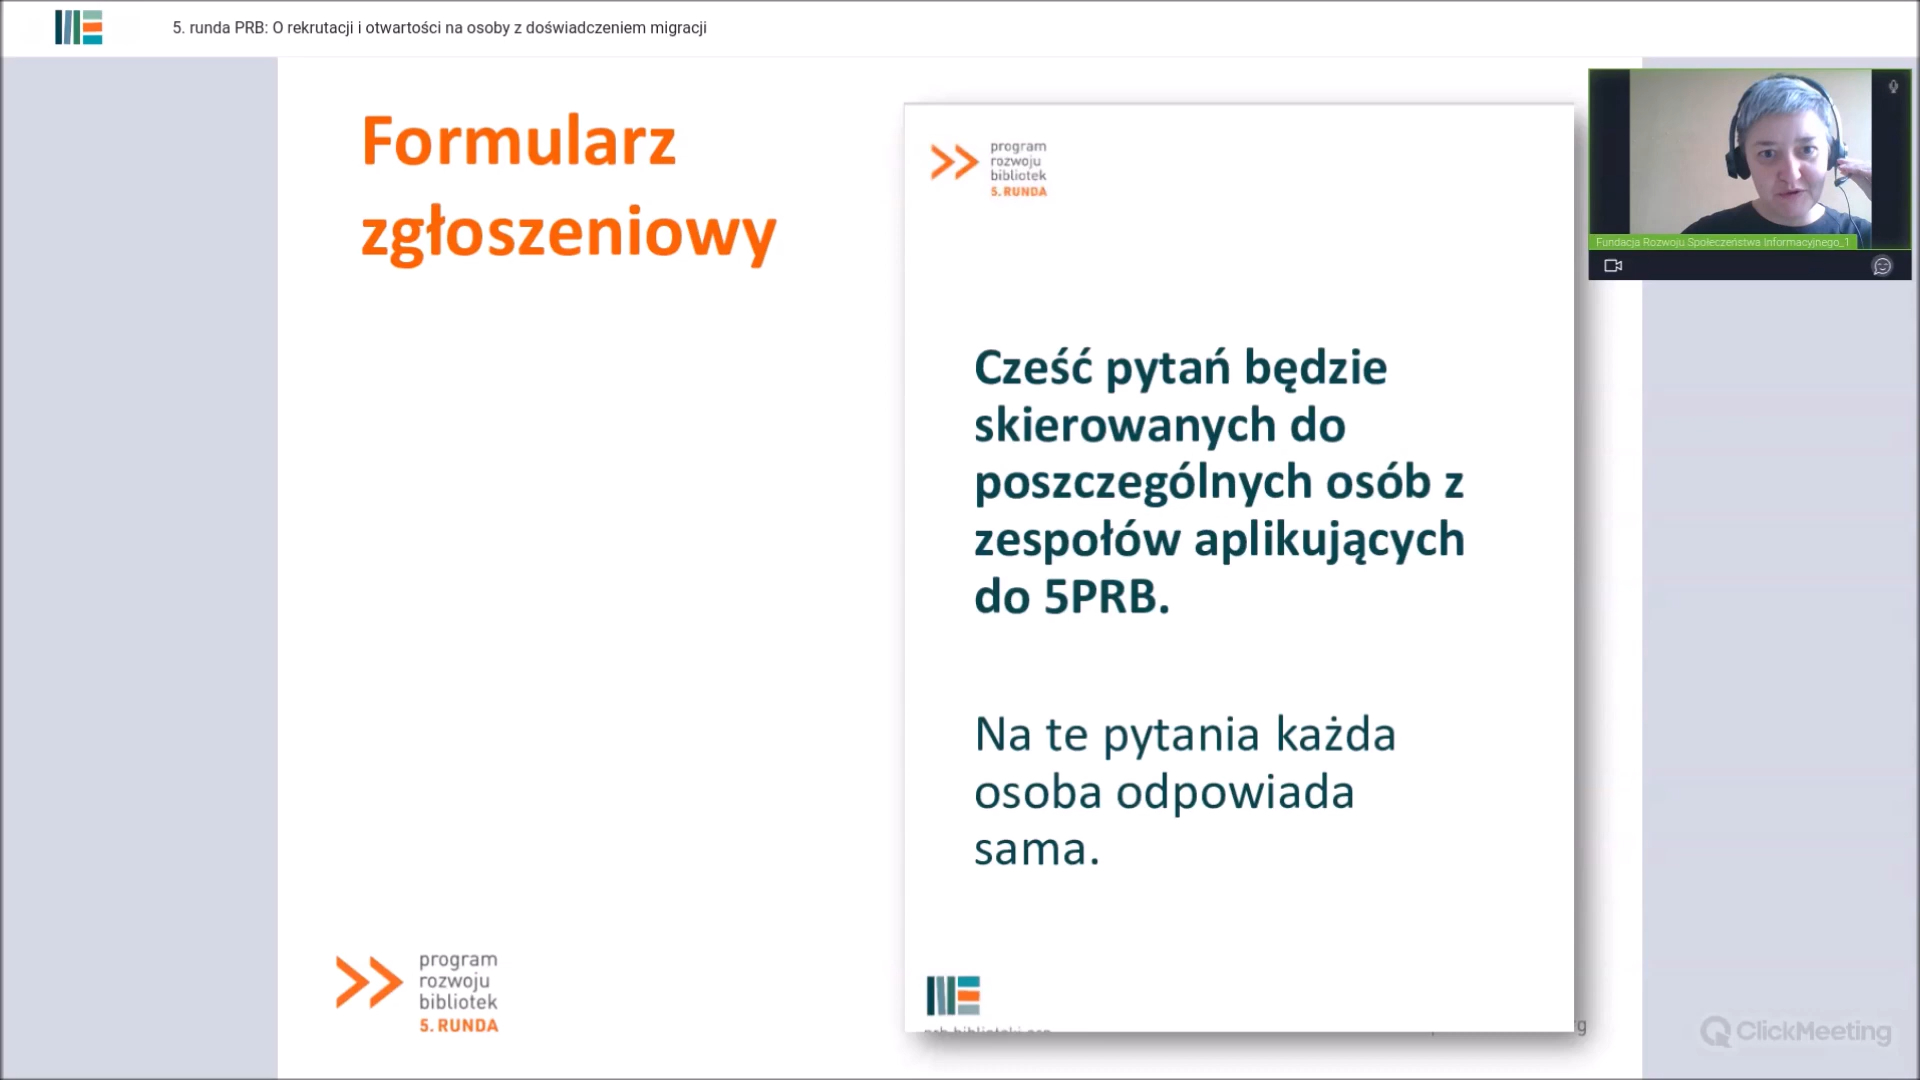 5. runda PRB: O rekrutacji i otwartości na osoby z doświadczeniem migracji
Formularz
zgłoszeniowy
program
rozwoju
bibliotek
5. RUNDA
Cześć pytań będzie
skierowanych do
poszczególnych osób z
zespołów aplikujących
do 5PRB.
Na te pytania każda
osoba odpowiada
sama.
Fundacja Rozwoju Społeczeństwa Informacyjnego_1
program
rozwoju
bibliotek
5. RUNDA
ClickMeeting